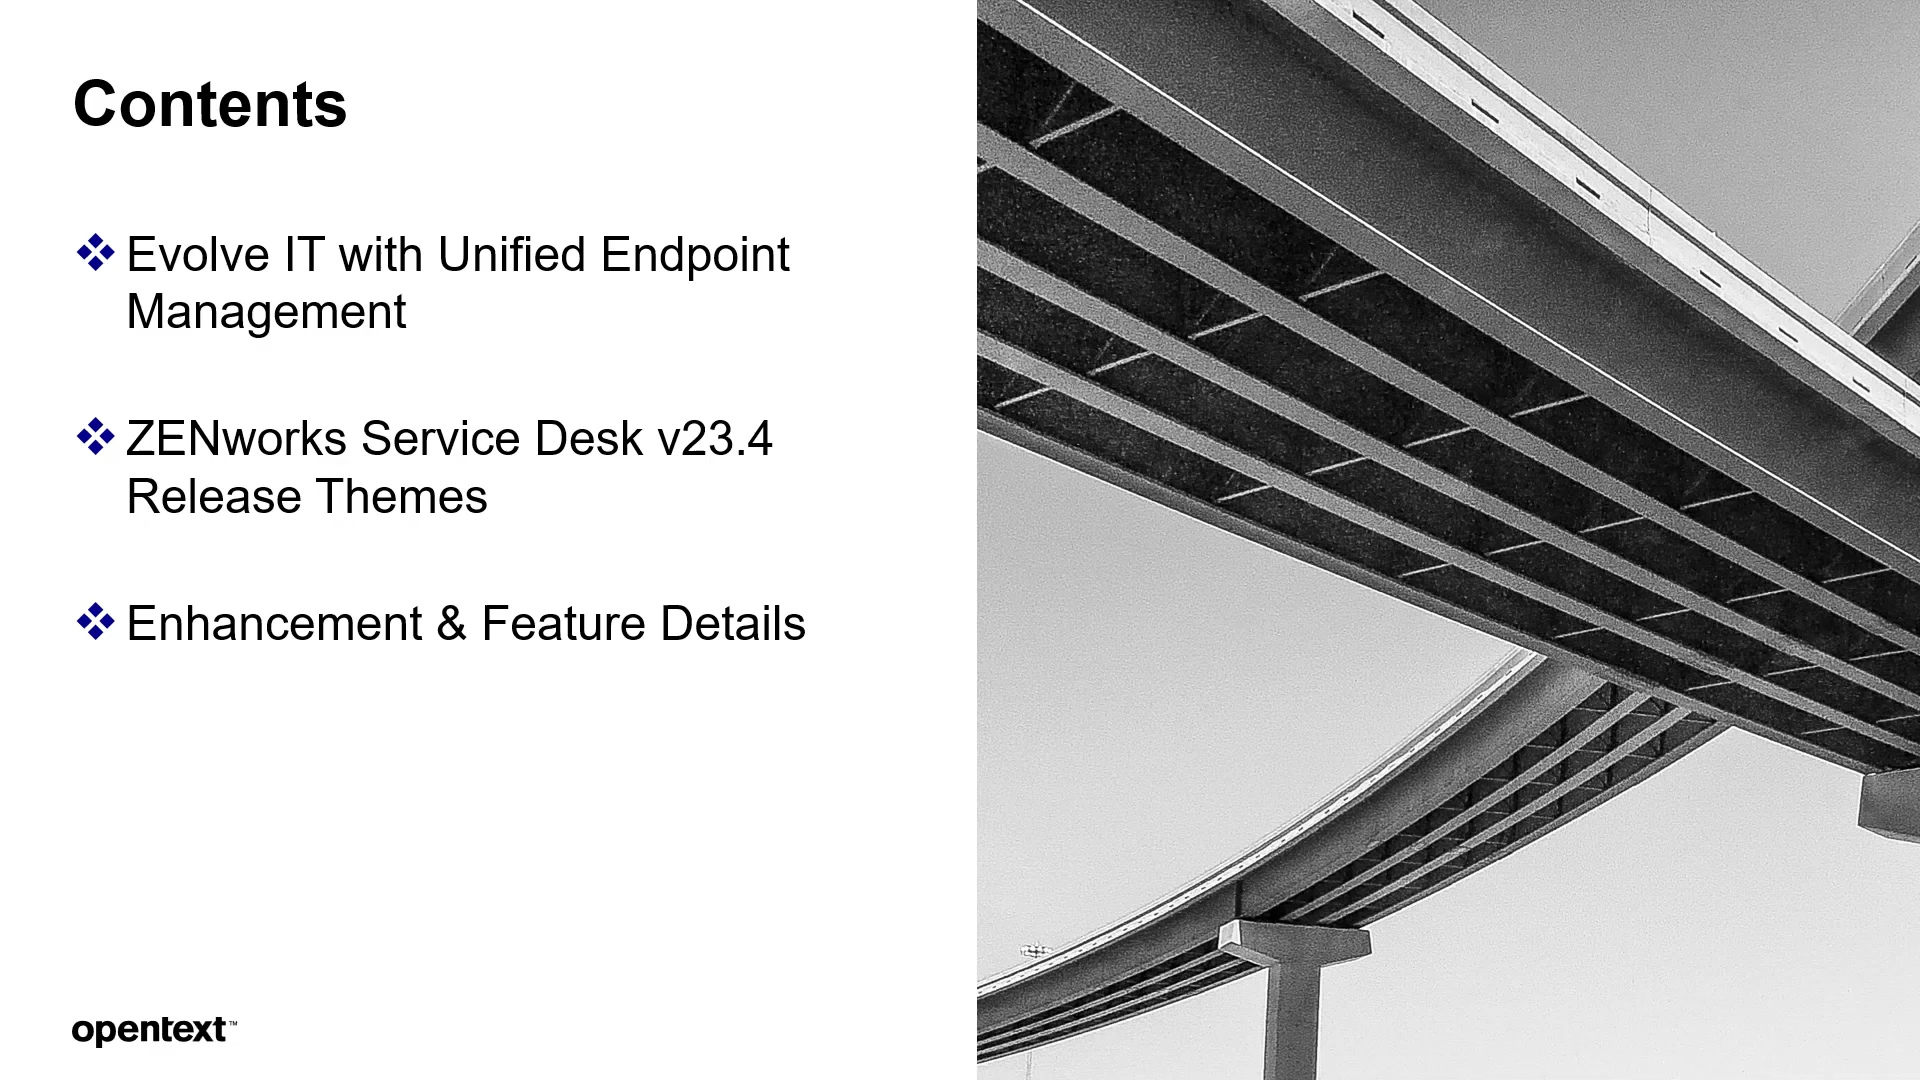 Contents
❖ Evolve IT with Unified Endpoint
Management
❖ ZENworks Service Desk v23.4
Release Themes
❖ Enhancement & Feature Details
opentext™